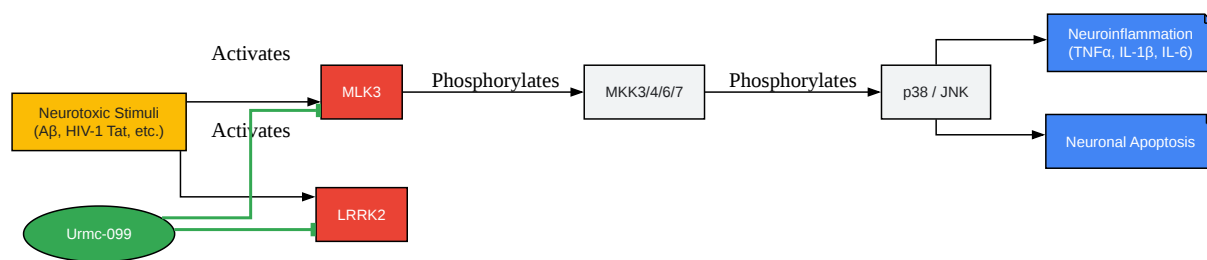 Activates
Neurotoxic Stimuli
(Aβ, HIV-1 Tat, etc.)
Activates
MLK3
Phosphorylates
MKK3/4/6/7
Phosphorylates
p38 / JNK
Neuroinflammation
(TNFα, IL-1β, IL-6)
Neuronal Apoptosis
LRRK2
Urmc-099